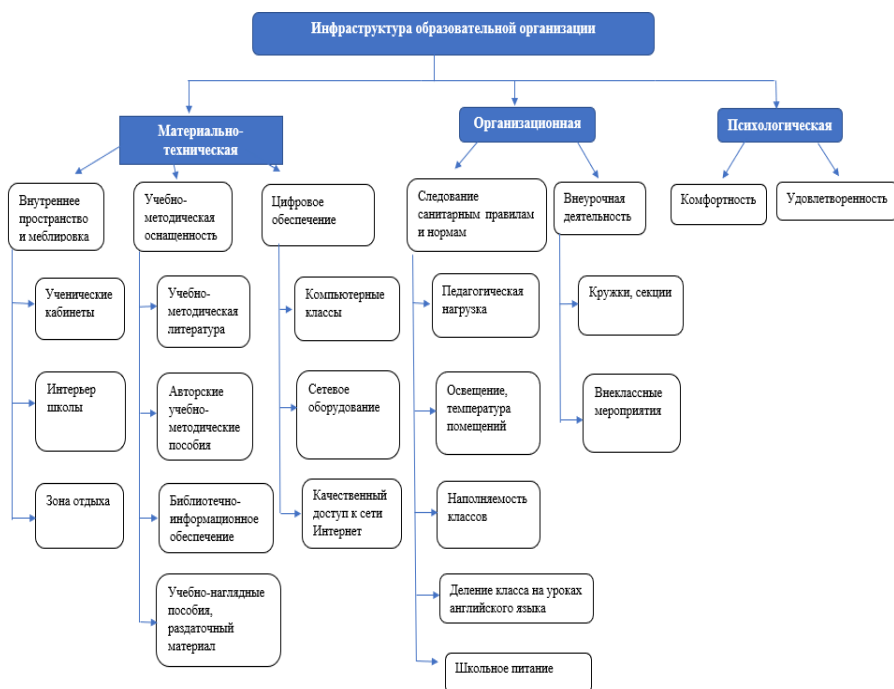 Инфраструктура образовательной организации
Материально-
техническая
Организационная
Психологическая
Внутреннее
пространство
и меблировка
Учебно-
методическая
оснащенность
Цифровое
обеспечение
Следование
санитарным правилам
и нормам
Внеурочная
деятельность
Комфортность
Удовлетворенность
Ученические
кабинеты
Интерьер
школы
Зона отдыха
Учебно-
методическая
литература
Авторские
учебно-
методические
пособия
Библиотечно-
информационное
обеспечение
Учебно-наглядные
пособия,
раздаточный
материал
Компьютерные
классы
Сетевое
оборудование
Качественный
доступ к сети
Интернет
Педагогическая
нагрузка
Освещение,
температура
помещений
Наполняемость
классов
Деление класса на уроках
английского языка
Школьное питание
Кружки, секции
Внеклассные
мероприятия